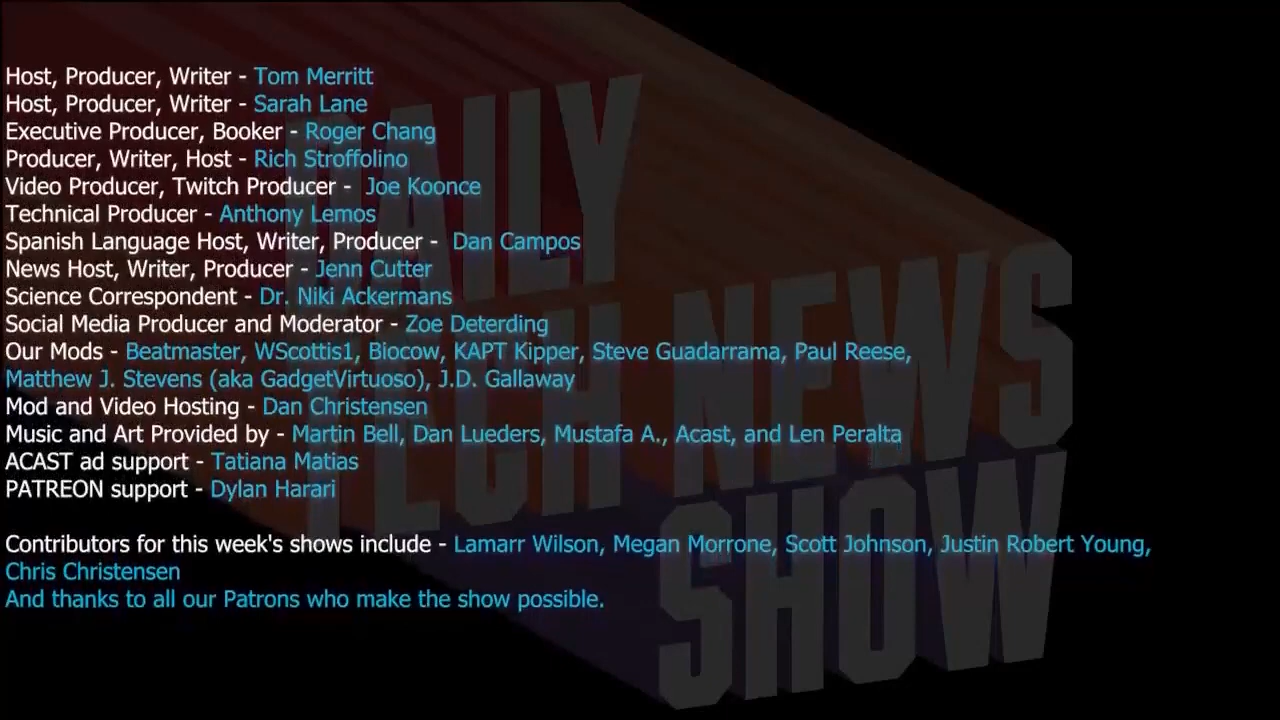 Host, Producer, Writer - Tom Merritt
Host, Producer, Writer - Sarah Lane
Executive Producer, Booker - Roger Chang
Producer, Writer, Host - Rich Stroffolino
Video Producer, Twitch Producer - Joe Koonce
Technical Producer - Anthony Lemos
Spanish Language Host, Writer, Producer - Dan Campos
News Host, Writer, Producer - Jenn Cutter
Science Correspondent - Dr. Niki Ackermans
Social Media Producer and Moderator - Zoe Deterding
Our Mods - Beatmaster, WScottis1, Biocow, KAPT Kipper, Steve Guadarrama, Paul Reese,
Matthew J. Stevens (aka GadgetVirtuoso), J.D. Gallaway
Mod and Video Hosting - Dan Christensen
Music and Art Provided by - Martin Bell, Dan Lueders, Mustafa A., Acast, and Len Peralta
ACAST ad support - Tatiana Matias
PATREON support - Dylan Harari
Contributors for this week's shows include - Lamarr Wilson, Megan Morrone, Scott Johnson, Justin Robert Young,
Chris Christensen
And thanks to all our Patrons who make the show possible.
DAILY
TECH NEWS
SHOW